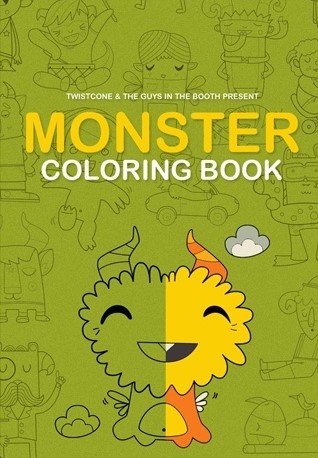 TWISTCONE & THE GUYS IN THE BOOTH PRESENT
MONSTER
COLORING BOOK